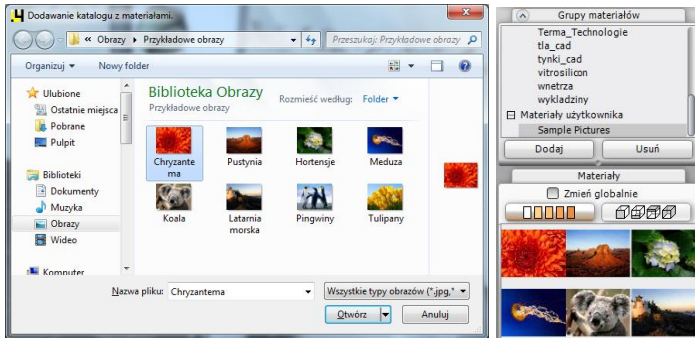 Dodawanie katalogu z materiałami.
« Obrazy ▸ Przykładowe obrazy
Przeszukaj: Przykładowe obrazy
Organizuj
Nowy folder
Ulubione
Ostatnie miejsca
Pobrane
Pulpit
Biblioteki
Dokumenty
Muzyka
Obrazy
Wideo
Komputer
Biblioteka Obrazy
Przykładowe obrazy
Rozmieść według: Folder
Chryzante
ma
Pustynia
Hortensje
Meduza
Koala
Latarnia
morska
Pingwiny
Tulipany
Nazwa pliku: Chryzantema
Wszystkie typy obrazów (*.jpg,*
Otwórz
Anuluj
Grupy materiałów
Terma_Technologie
tla_cad
tynki_cad
vitrosilicon
wnetrza
wykladziny
Materiały użytkownika
Sample Pictures
Dodaj
Usuń
Materiały
Zmień globalnie